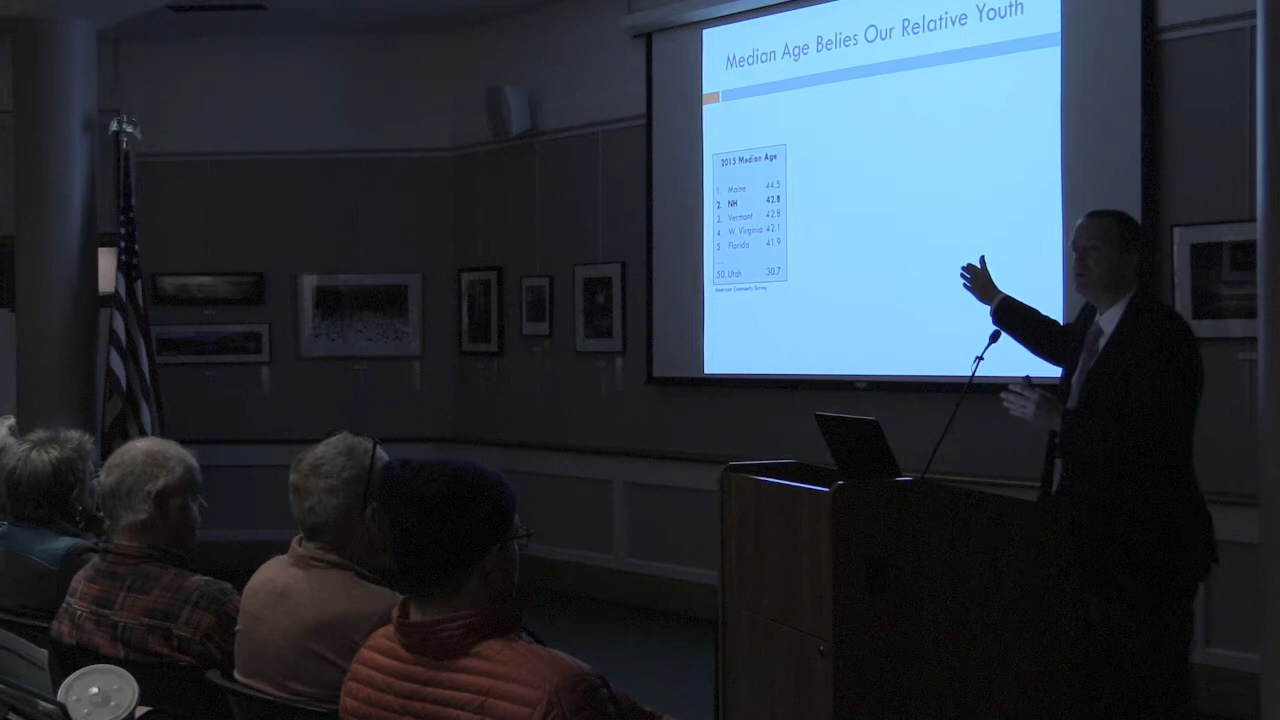 Median Age Belies Our Relative Youth
2015 Median Age
1. Maine 44.5
2. NH 42.8
2. Vermont 42.8
4. W. Virginia 42.1
5. Florida 41.9
...
50. Utah 30.7
American Community Survey